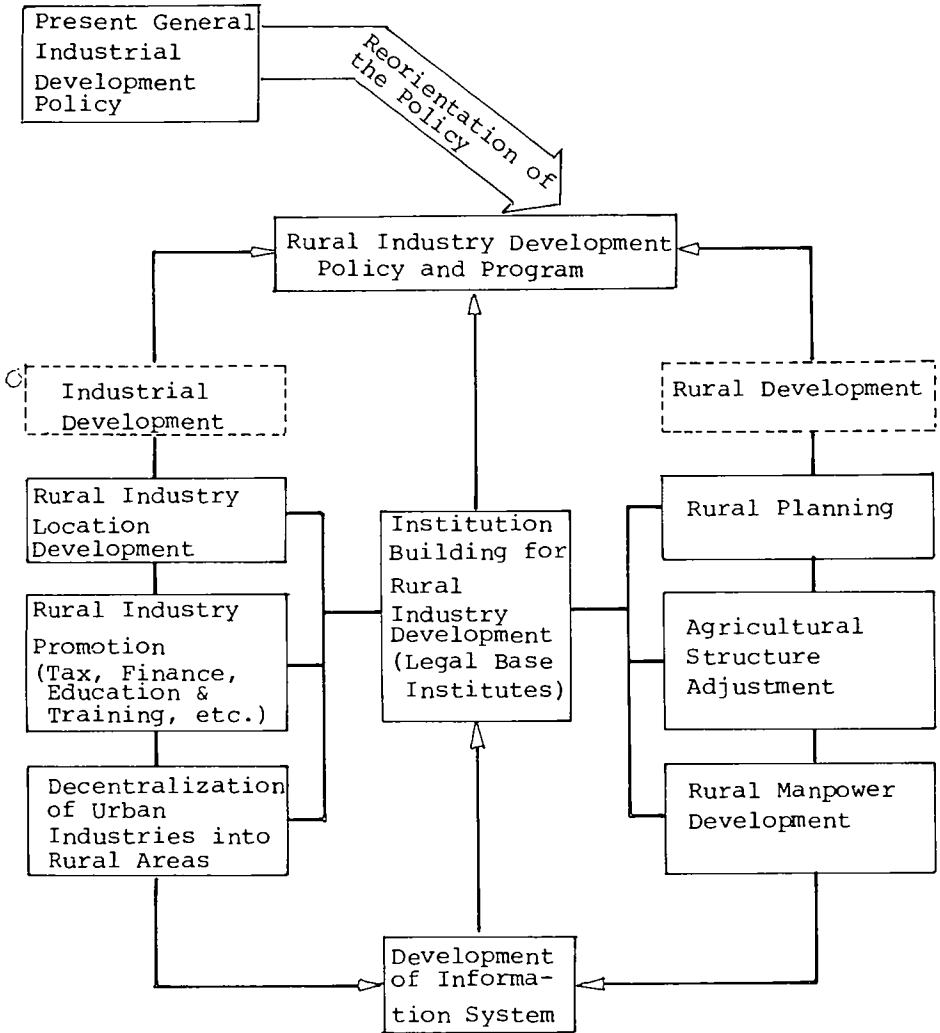 Present General
Industrial
Development
Policy
Reorientation of
the Policy
Rural Industry Development
Policy and Program
Industrial
Development
Rural Development
Rural Industry
Location
Development
Rural Industry
Promotion
(Tax, Finance,
Education &
Training, etc.)
Decentralization
of Urban
Industries into
Rural Areas
Institution
Building for
Rural
Industry
Development
(Legal Base
Institutes)
Rural Planning
Agricultural
Structure
Adjustment
Rural Manpower
Development
Development
of Informa-
tion System